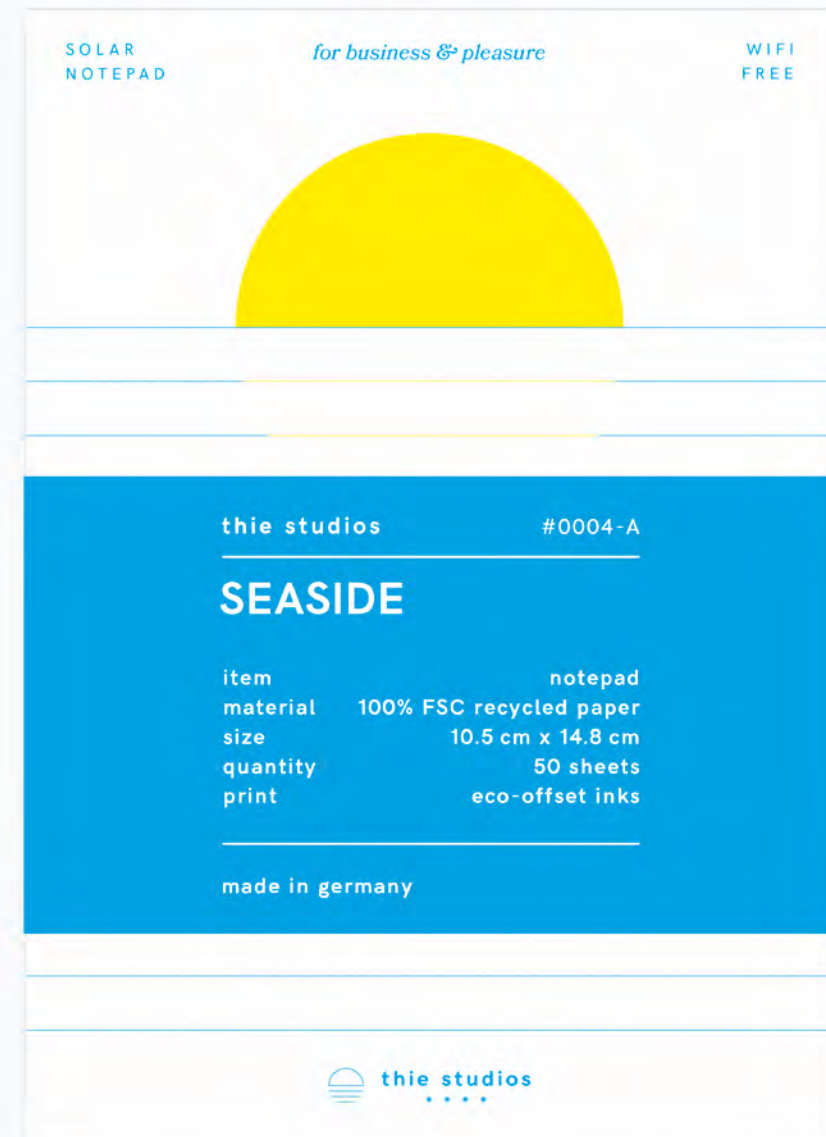 SOLAR
NOTEPAD
for business & pleasure
WIFI
FREE
thie studios #0004-A
SEASIDE
item notepad
material 100% FSC recycled paper
size 10.5 cm x 14.8 cm
quantity 50 sheets
print eco-offset inks
made in germany
thie studios